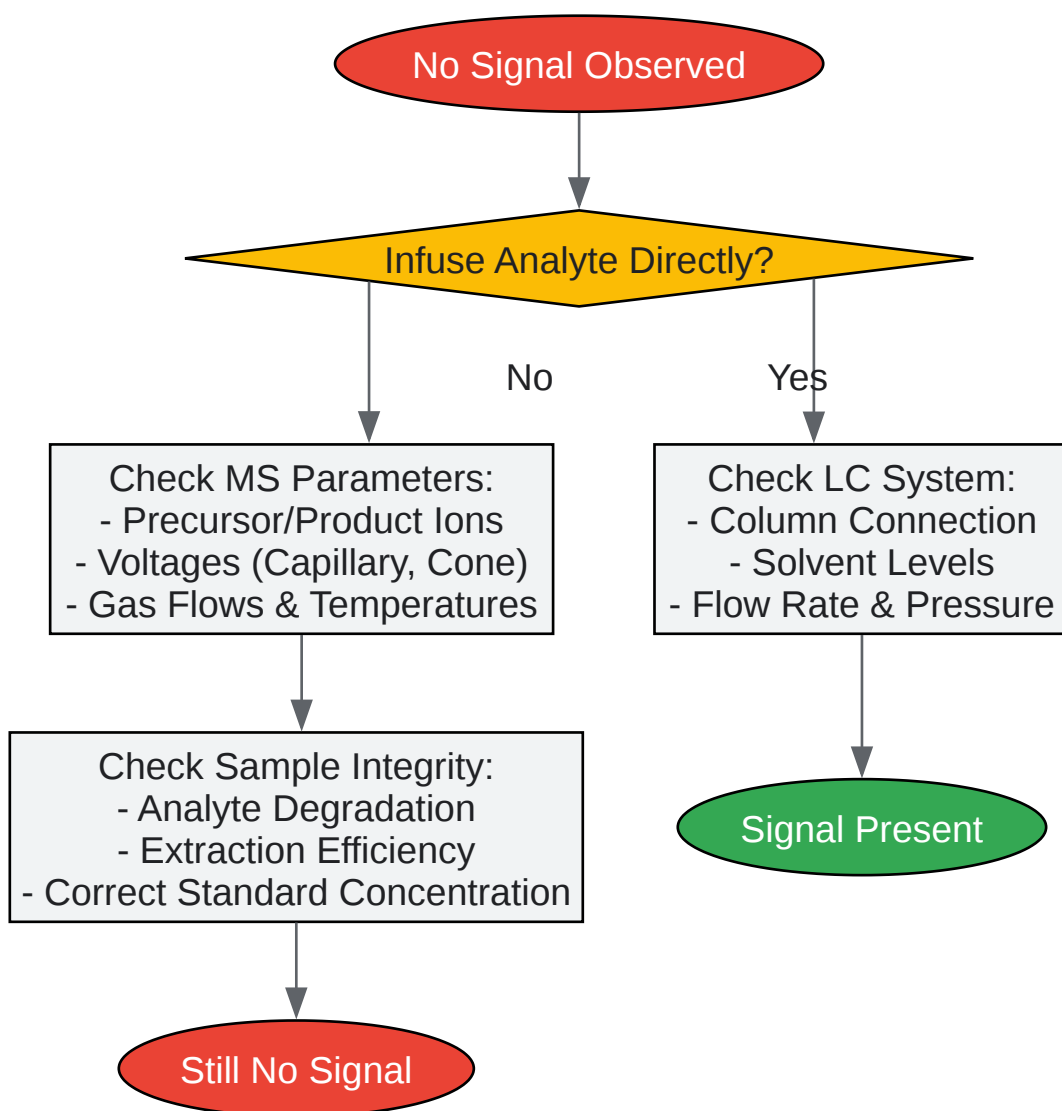 No Signal Observed
Infuse Analyte Directly?
No
Yes
Check MS Parameters:
- Precursor/Product Ions
- Voltages (Capillary, Cone)
- Gas Flows & Temperatures
Check LC System:
- Column Connection
- Solvent Levels
- Flow Rate & Pressure
Check Sample Integrity:
- Analyte Degradation
- Extraction Efficiency
- Correct Standard Concentration
Signal Present
Still No Signal